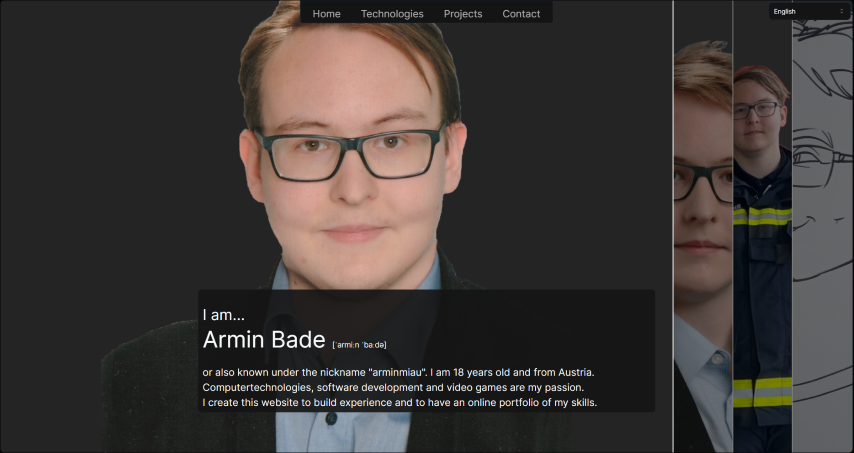 Home Technologies Projects Contact
English
I am...
Armin Bade [ˈarmiːn ˈbaːdə]
or also known under the nickname "arminmiau". I am 18 years old and from Austria.
Computertechnologies, software development and video games are my passion.
I create this website to build experience and to have an online portfolio of my skills.